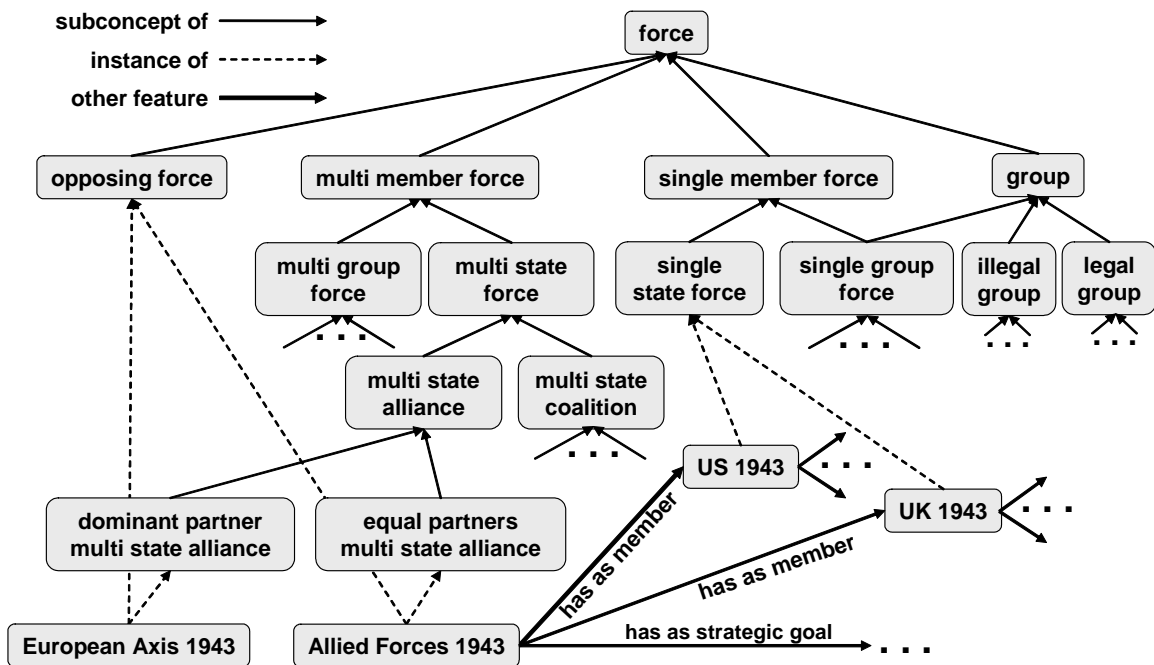 subconcept of
instance of
other feature
force
opposing force
multi member force
single member force
group
multi group
force
multi state
force
single
state force
single group
force
illegal
group
legal
group
. . .
. . .
. . .
. . .
multi state
alliance
multi state
coalition
. . .
US 1943
. . .
UK 1943
. . .
dominant partner
multi state alliance
equal partners
multi state alliance
has as member
has as member
European Axis 1943
Allied Forces 1943
has as strategic goal
. . .